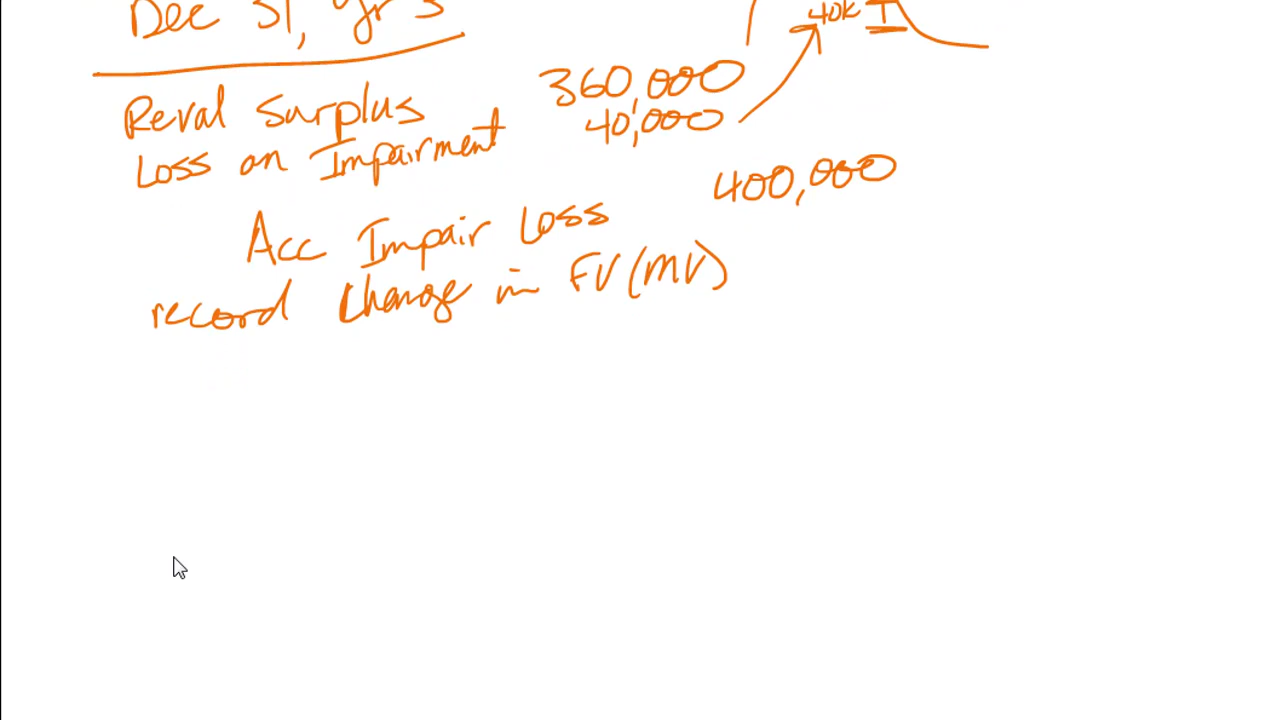 Dec 31, Yr 3
40k I
Reval Surplus 360,000
Loss on Impairment 40,000
Acc Impair Loss 400,000
record change in FV (MV)